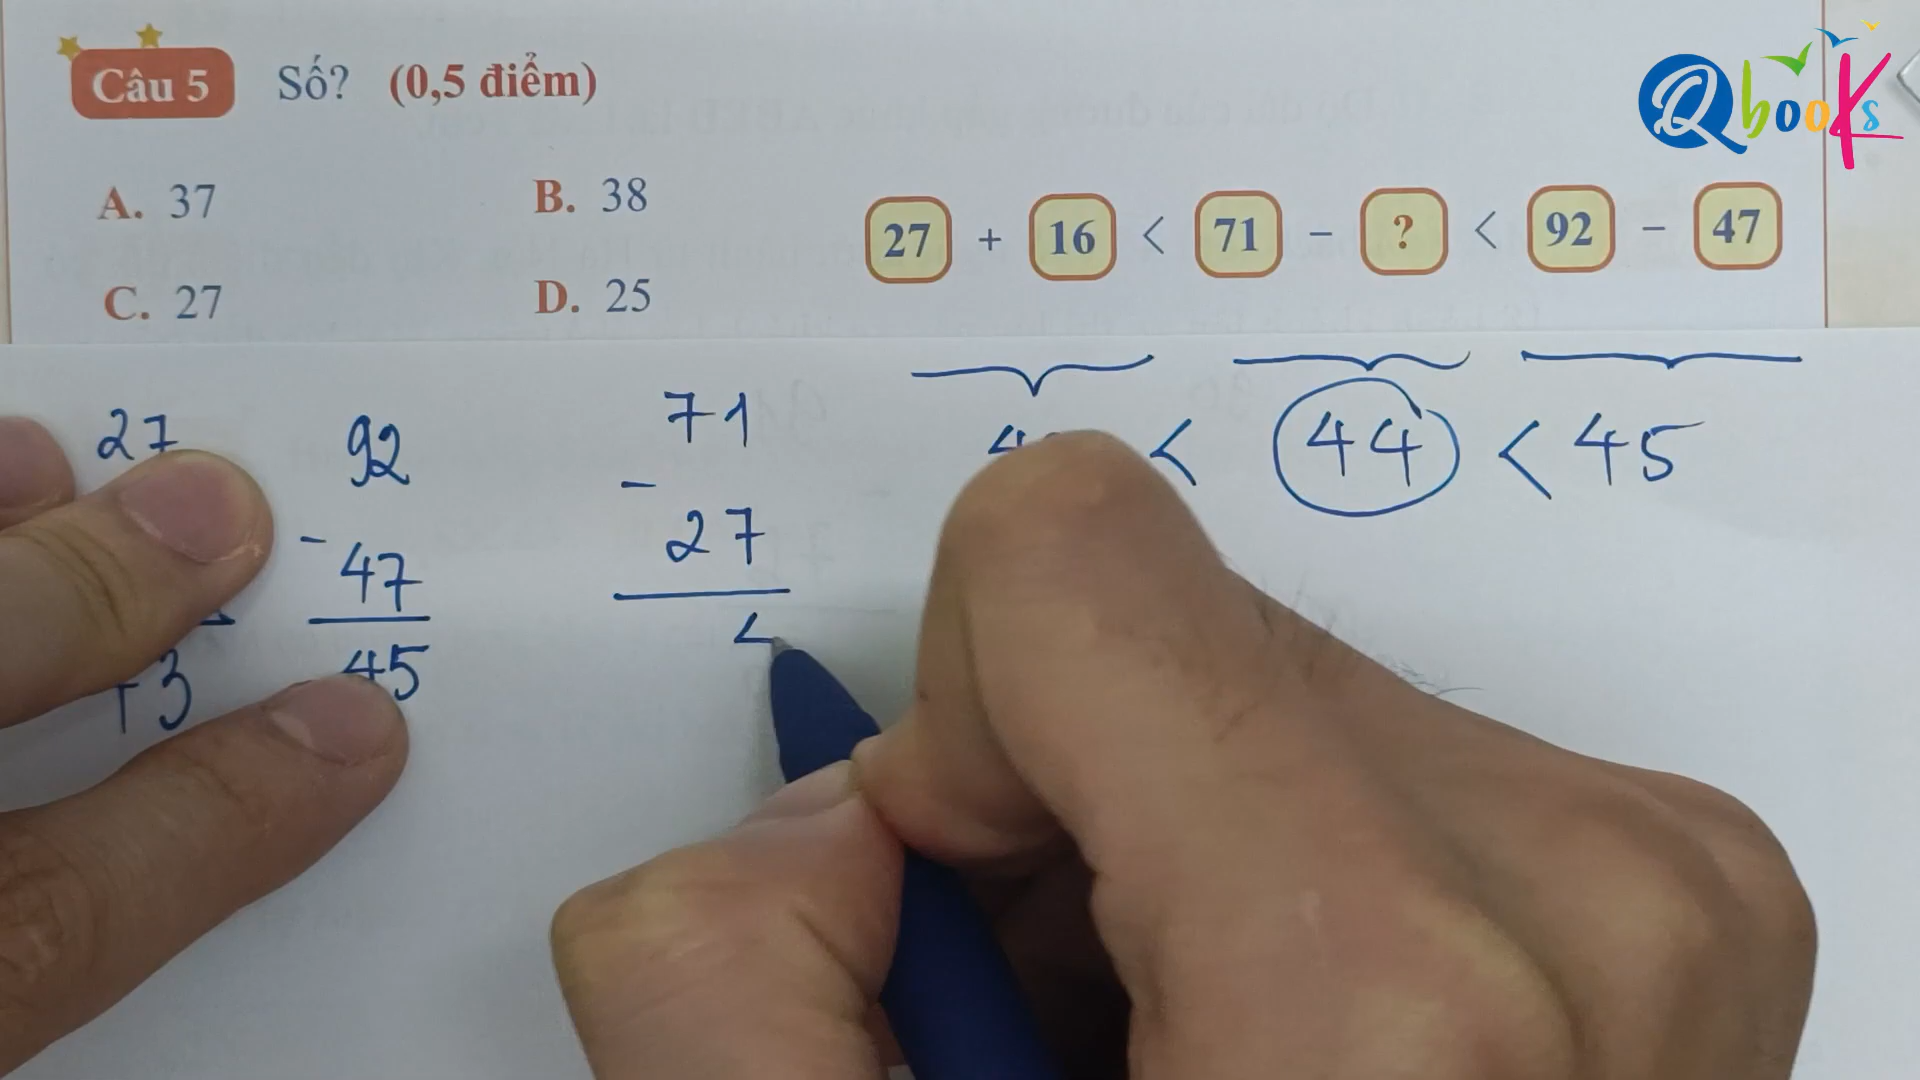 Câu 5 Số? (0,5 điểm)
Qbooks
A. 37 B. 38
27 + 16 < 71 - ? < 92 - 47
C. 27 D. 25
27
92
- 47
45
71
- 27
< 44 < 45